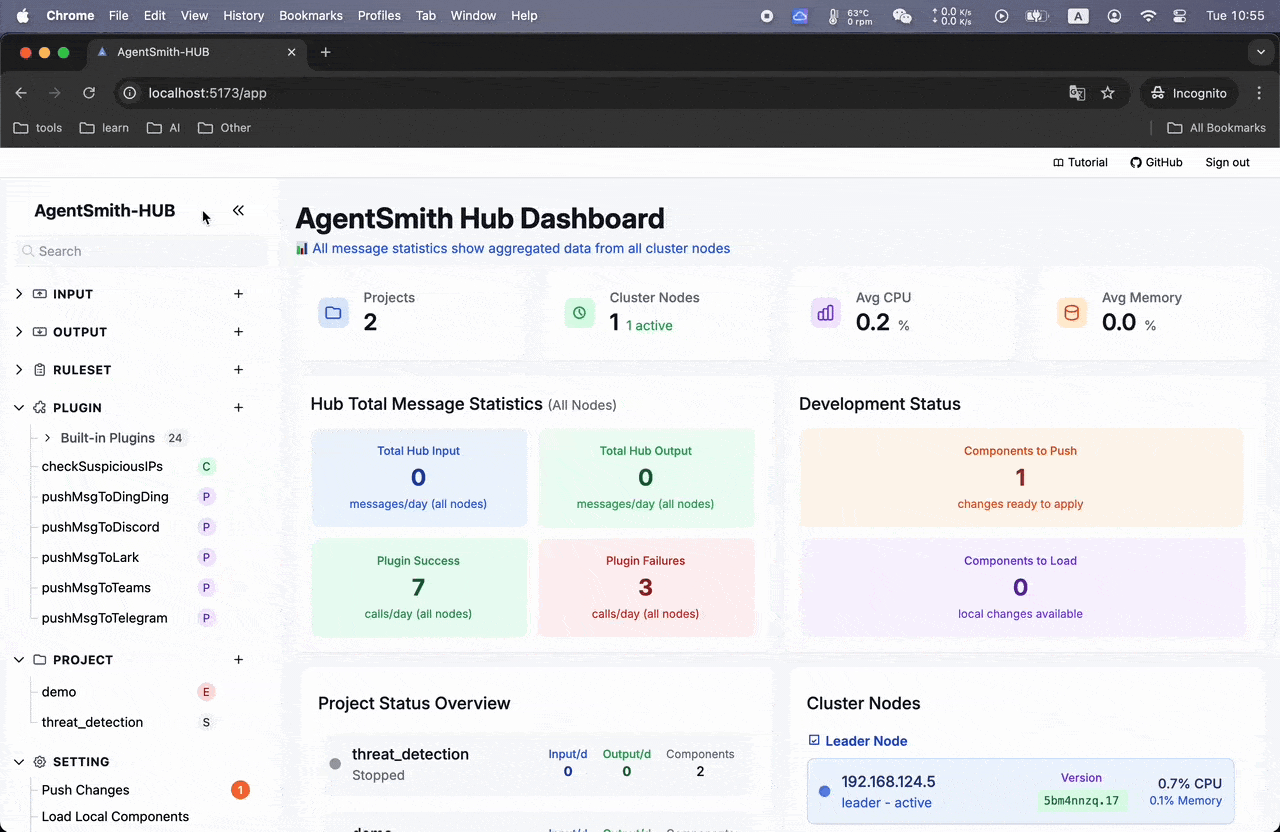 Chrome File Edit View History Bookmarks Profiles Tab Window Help 63°C 0 rpm ↑ 0.0 K/s ↓ 0.0 K/s A Tue 10:55
AgentSmith-HUB
localhost:5173/app Incognito
tools learn AI Other All Bookmarks
Tutorial GitHub Sign out
AgentSmith-HUB
Search
INPUT
OUTPUT
RULESET
PLUGIN
Built-in Plugins 24
checkSuspiciousIPs C
pushMsgToDingDing P
pushMsgToDiscord P
pushMsgToLark P
pushMsgToTeams P
pushMsgToTelegram P
PROJECT
demo E
threat_detection S
SETTING
Push Changes 1
Load Local Components
AgentSmith Hub Dashboard
All message statistics show aggregated data from all cluster nodes
Projects
2
Cluster Nodes
1 1 active
Avg CPU
0.2 %
Avg Memory
0.0 %
Hub Total Message Statistics (All Nodes)
Total Hub Input
0
messages/day (all nodes)
Total Hub Output
0
messages/day (all nodes)
Plugin Success
7
calls/day (all nodes)
Plugin Failures
3
calls/day (all nodes)
Development Status
Components to Push
1
changes ready to apply
Components to Load
0
local changes available
Project Status Overview
threat_detection
Stopped
Input/d
0
Output/d
0
Components
2
Cluster Nodes
Leader Node
192.168.124.5
leader - active
Version
5bm4nnzq.17
0.7% CPU
0.1% Memory